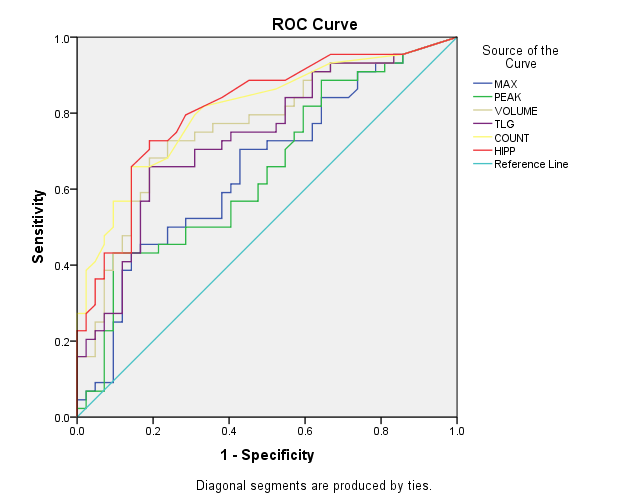 ROC Curve
Source of the
Curve
MAX
PEAK
VOLUME
TLG
COUNT
HIPP
Reference Line
Sensitivity
1.0
0.8
0.6
0.4
0.2
0.0
0.0 0.2 0.4 0.6 0.8 1.0
1 - Specificity
Diagonal segments are produced by ties.